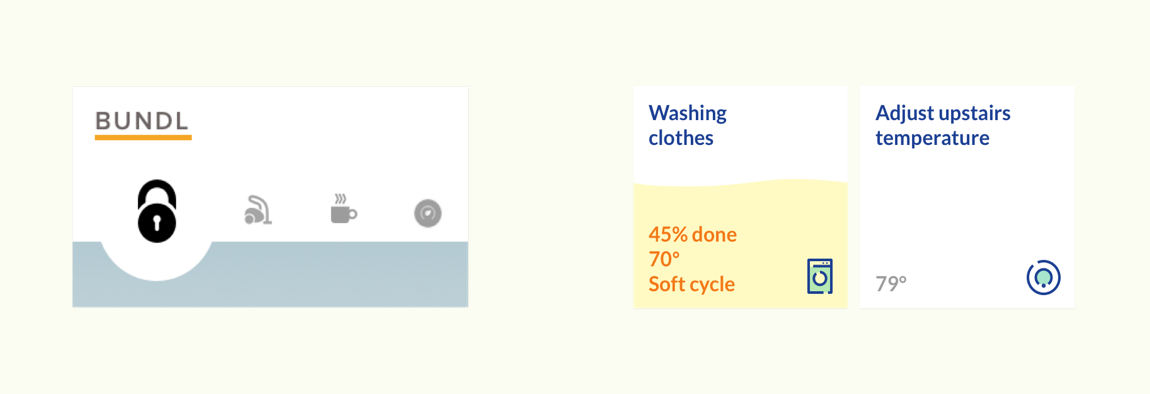 BUNDL
Washing
clothes
45% done
70°
Soft cycle
Adjust upstairs
temperature
79°